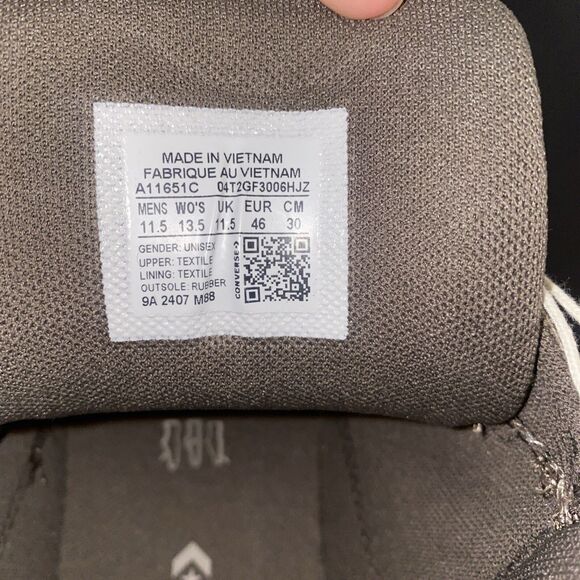 MADE IN VIETNAM
FABRIQUE AU VIETNAM
A11651C 04T2GF3006HJZ
MENS WO'S UK EUR CM
11.5 13.5 11.5 46 30
GENDER: UNISEX
UPPER: TEXTILE
LINING: TEXTILE
OUTSOLE: RUBBER
9A 2407 M88
CONVERSE